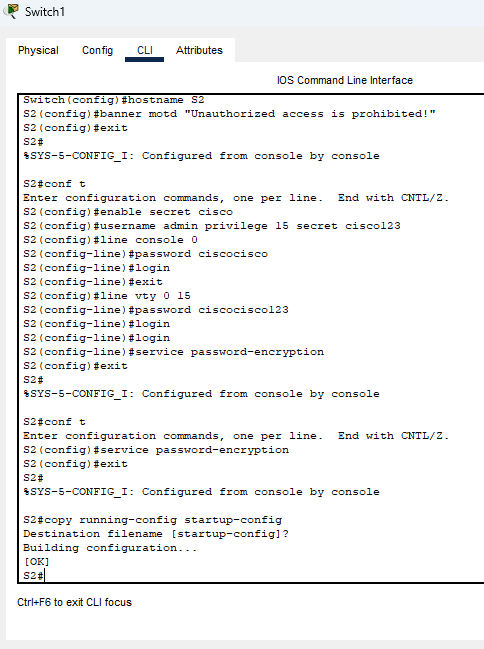 Switch1
Physical Config CLI Attributes
IOS Command Line Interface
Switch(config)#hostname S2
S2(config)#banner motd "Unauthorized access is prohibited!"
S2(config)#exit
S2#
%SYS-5-CONFIG_I: Configured from console by console
S2#conf t
Enter configuration commands, one per line.  End with CNTL/Z.
S2(config)#enable secret cisco
S2(config)#username admin privilege 15 secret cisco123
S2(config)#line console 0
S2(config-line)#password ciscocisco
S2(config-line)#login
S2(config-line)#exit
S2(config)#line vty 0 15
S2(config-line)#password ciscocisco123
S2(config-line)#login
S2(config-line)#login
S2(config-line)#service password-encryption
S2(config)#exit
S2#
%SYS-5-CONFIG_I: Configured from console by console
S2#conf t
Enter configuration commands, one per line.  End with CNTL/Z.
S2(config)#service password-encryption
S2(config)#exit
S2#
%SYS-5-CONFIG_I: Configured from console by console
S2#copy running-config startup-config
Destination filename [startup-config]?
Building configuration...
[OK]
S2#
Ctrl+F6 to exit CLI focus